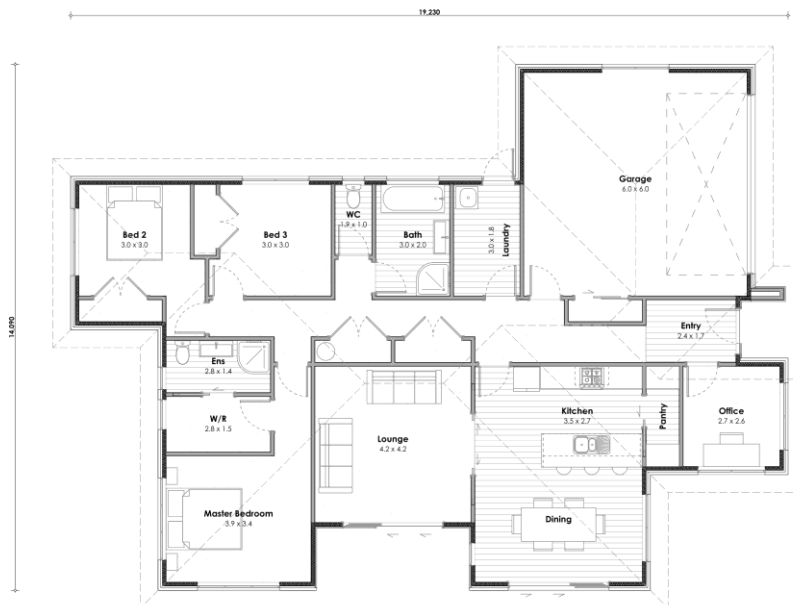 19,230
14,090
Garage
6.0 x 6.0
Bed 2
3.0 x 3.0
Bed 3
3.0 x 3.0
WC
1.9 x 1.0
Bath
3.0 x 2.0
Laundry
3.0 x 1.8
Entry
2.4 x 1.7
Ens
2.8 x 1.4
W/R
2.8 x 1.5
Lounge
4.2 x 4.2
Kitchen
3.5 x 2.7
Pantry
Office
2.7 x 2.6
Master Bedroom
3.9 x 3.4
Dining